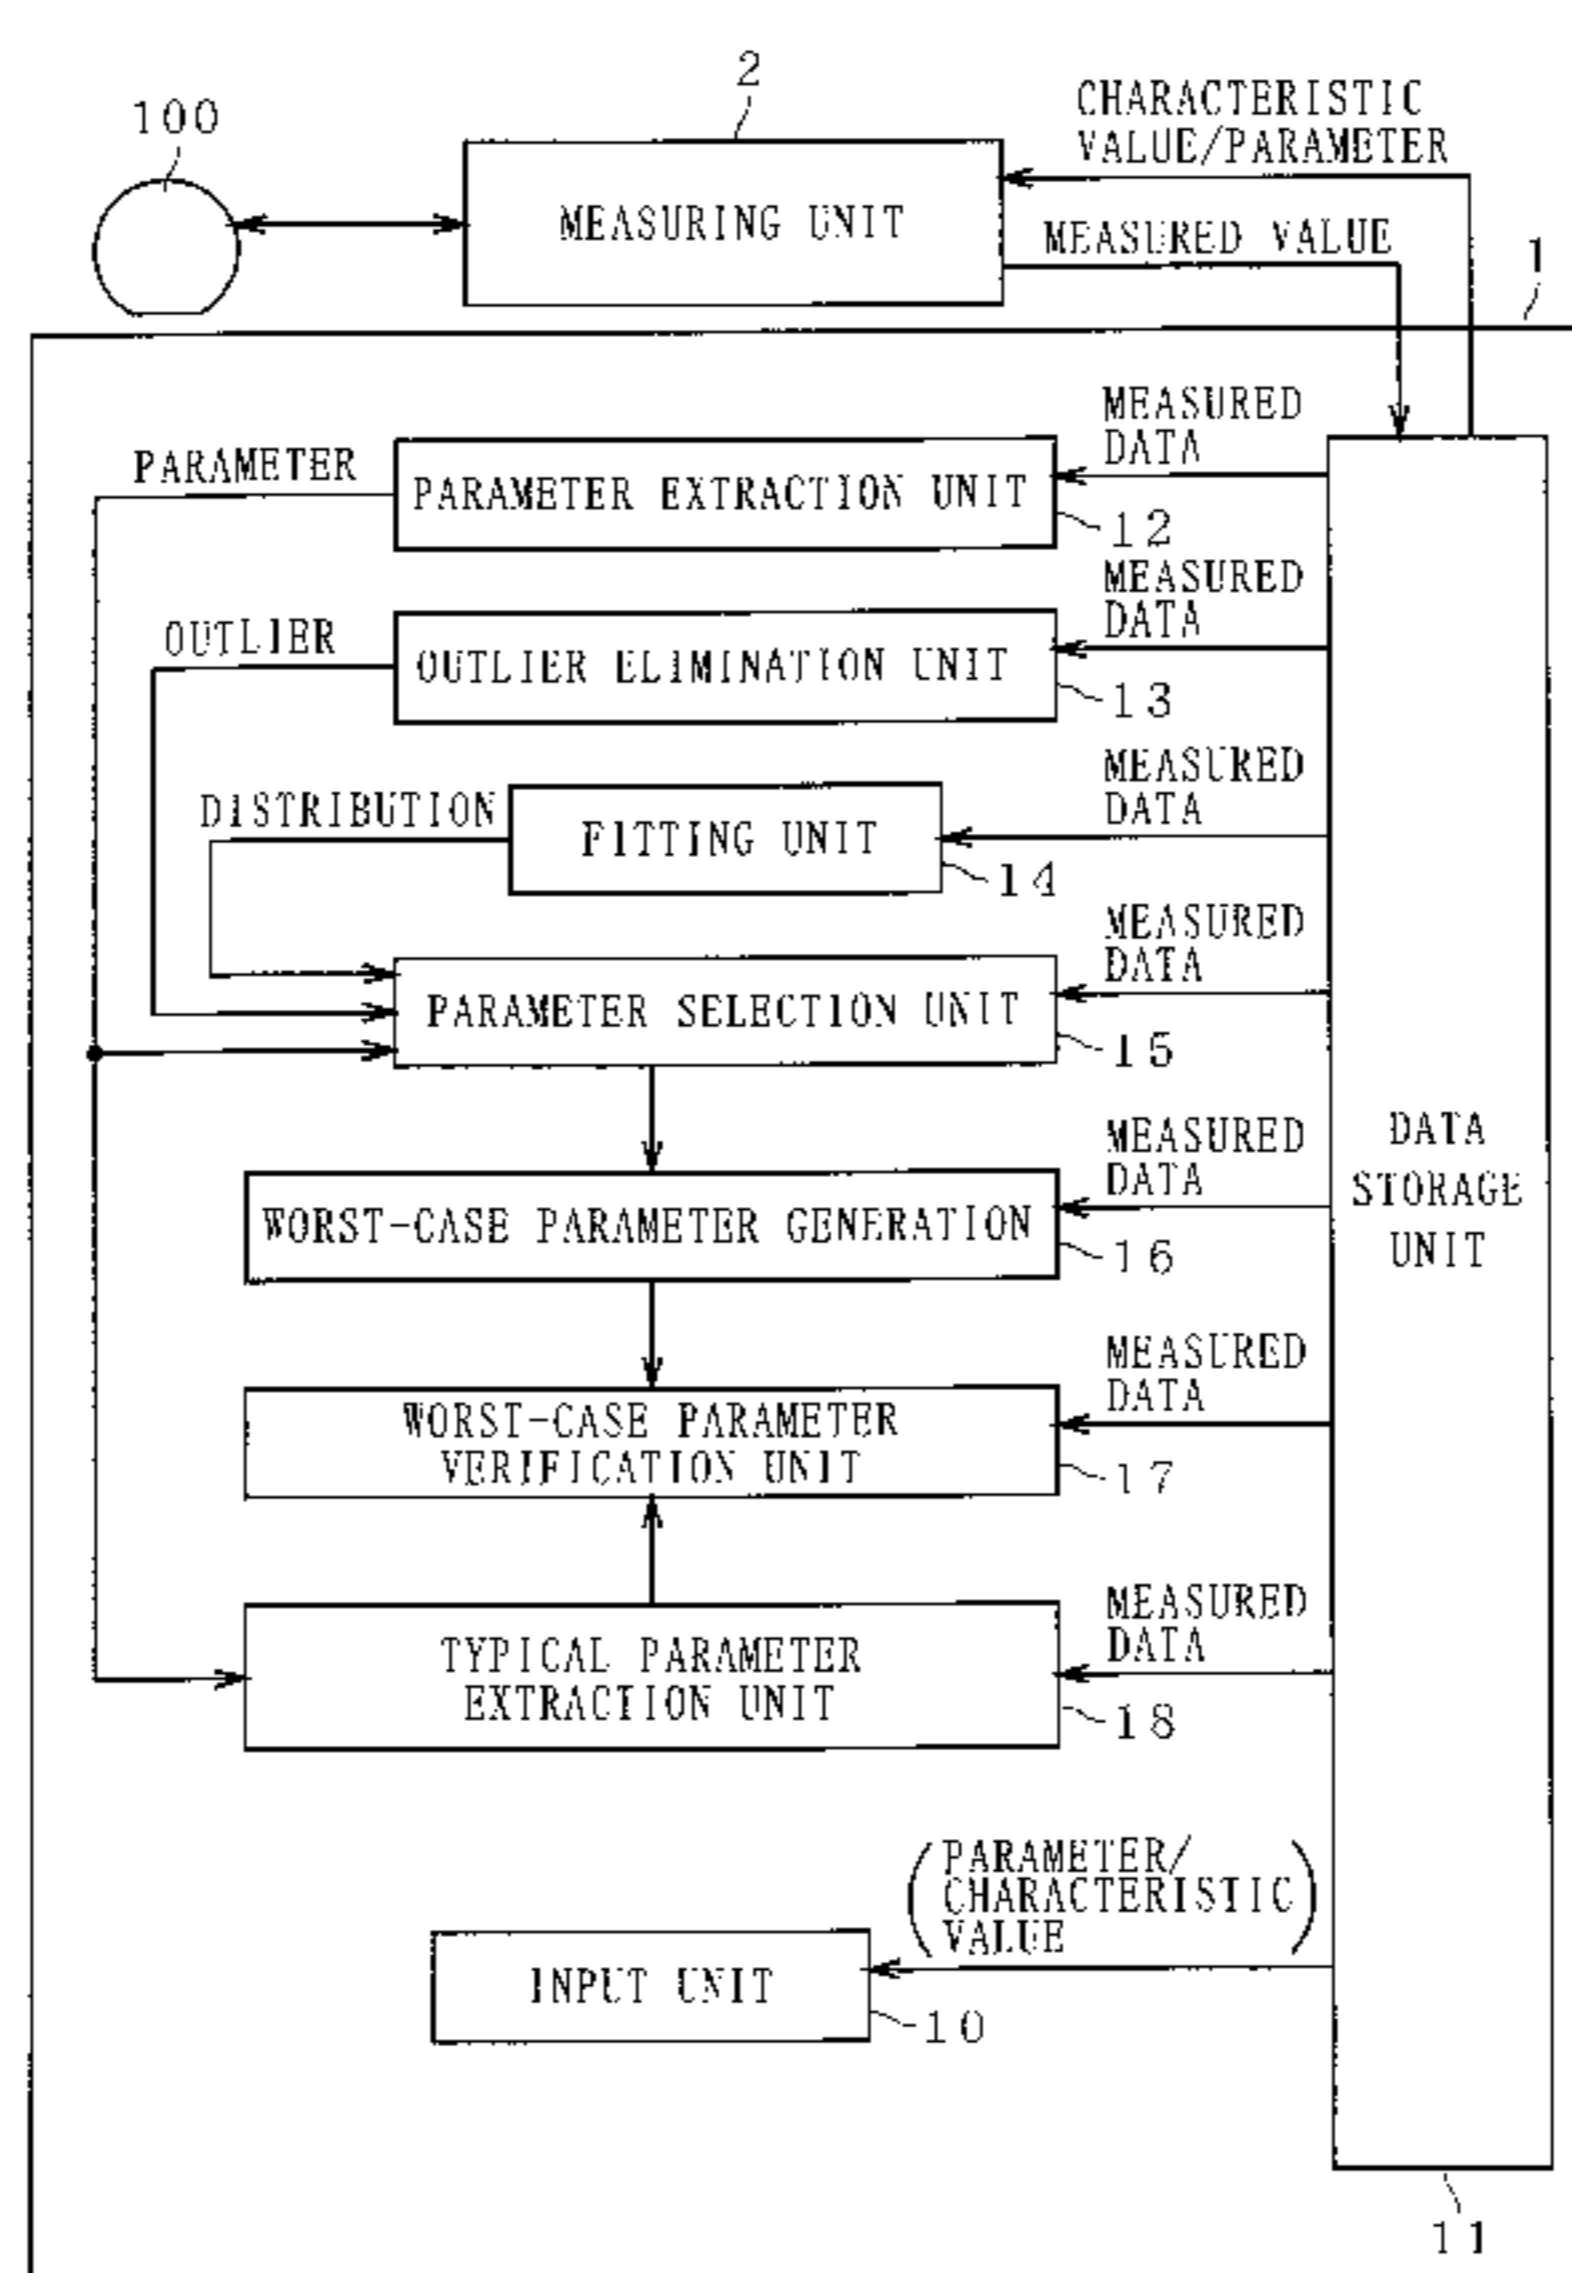 2
100
CHARACTERISTIC
VALUE/PARAMETER
MEASURING UNIT
MEASURED VALUE
1
MEASURED
DATA
PARAMETER
PARAMETER EXTRACTION UNIT
12
MEASURED
DATA
OUTLIER
OUTLIER ELIMINATION UNIT
13
MEASURED
DATA
DISTRIBUTION
FITTING UNIT
14
MEASURED
DATA
PARAMETER SELECTION UNIT
15
MEASURED
DATA
WORST-CASE PARAMETER GENERATION
16
DATA
STORAGE
UNIT
MEASURED
DATA
WORST-CASE PARAMETER
VERIFICATION UNIT
17
MEASURED
DATA
TYPICAL PARAMETER
EXTRACTION UNIT
18
(PARAMETER/
CHARACTERISTIC
VALUE)
INPUT UNIT
10
11